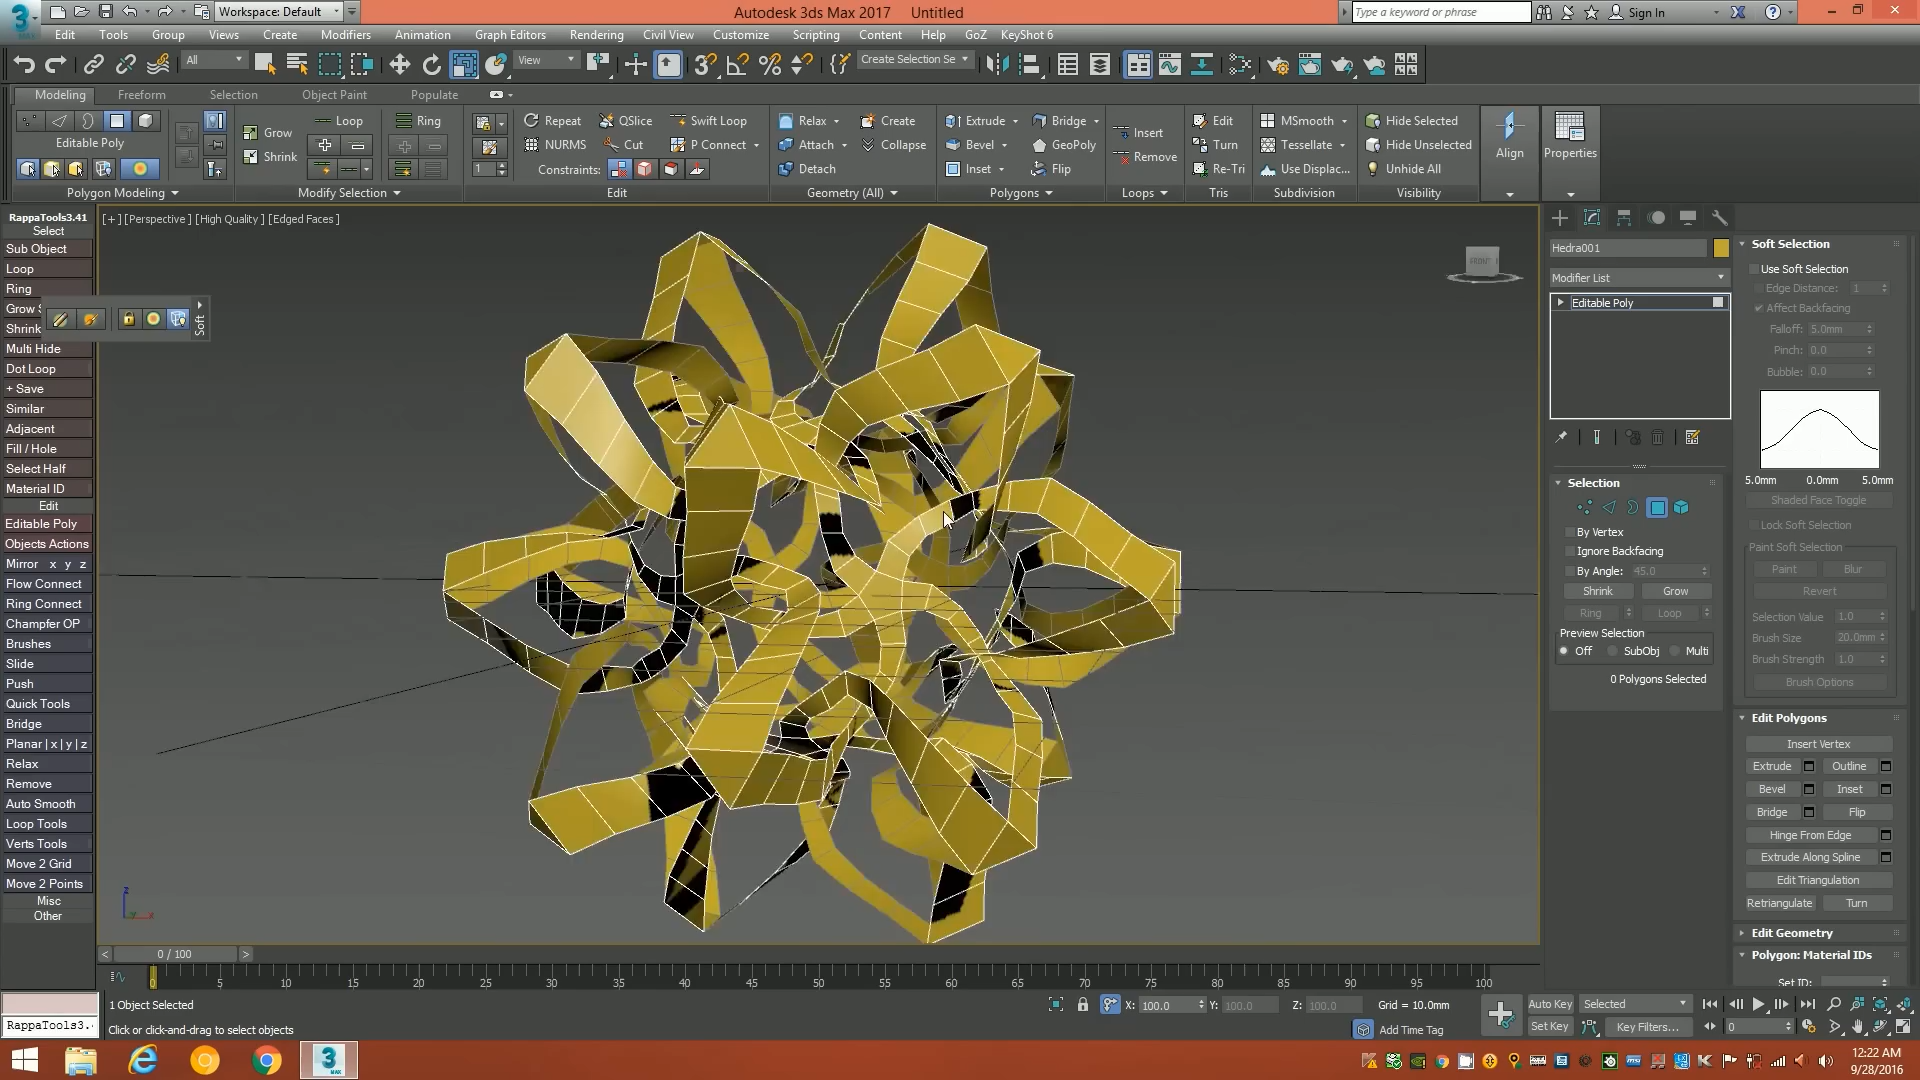 Workspace: Default
Autodesk 3ds Max 2017 Untitled
Type a keyword or phrase
Sign In
3
MAX
Edit Tools Group Views Create Modifiers Animation Graph Editors Rendering Civil View Customize Scripting Content Help GoZ KeyShot 6
All
View
Create Selection Se
Modeling Freeform Selection Object Paint Populate
Editable Poly
Polygon Modeling
Grow
Shrink
Loop
Ring
Modify Selection
1
Repeat QSlice Swift Loop
NURMS Cut P Connect
Constraints:
Edit
Relax Create
Attach Collapse
Detach
Geometry (All)
Extrude Bridge
Bevel GeoPoly
Inset Flip
Polygons
Insert
Remove
Loops
Edit
Turn
Re-Tri
Tris
MSmooth
Tessellate
Use Displac...
Subdivision
Hide Selected
Hide Unselected
Unhide All
Visibility
Align
Properties
RappaTools3.41
Select
Sub Object
Loop
Ring
Grow S
Shrink
Multi Hide
Dot Loop
+ Save
Similar
Adjacent
Fill / Hole
Select Half
Material ID
Edit
Editable Poly
Objects Actions
Mirror x y z
Flow Connect
Ring Connect
Champfer OP
Brushes
Slide
Push
Quick Tools
Bridge
Planar | x | y | z
Relax
Remove
Auto Smooth
Loop Tools
Verts Tools
Move 2 Grid
Move 2 Points
Misc
Other
Soft
[ + ] [Perspective ] [High Quality ] [Edged Faces ]
FRONT
z
x
Hedra001
Modifier List
Editable Poly
Selection
By Vertex
Ignore Backfacing
By Angle: 45.0
Shrink Grow
Ring Loop
Preview Selection
Off SubObj Multi
0 Polygons Selected
Soft Selection
Use Soft Selection
Edge Distance: 1
Affect Backfacing
Falloff: 5.0mm
Pinch: 0.0
Bubble: 0.0
5.0mm 0.0mm 5.0mm
Shaded Face Toggle
Lock Soft Selection
Paint Soft Selection
Paint Blur
Revert
Selection Value 1.0
Brush Size 20.0mm
Brush Strength 1.0
Brush Options
Edit Polygons
Insert Vertex
Extrude Outline
Bevel Inset
Bridge Flip
Hinge From Edge
Extrude Along Spline
Edit Triangulation
Retriangulate Turn
Edit Geometry
Polygon: Material IDs
Set ID:
< 0 / 100 >
0 5 10 15 20 25 30 35 40 45 50 55 60 65 70 75 80 85 90 95 100
1 Object Selected
X: 100.0 Y: 100.0 Z: 100.0 Grid = 10.0mm
Auto Key Selected
RappaTools3.
Click or click-and-drag to select objects
Add Time Tag
Set Key Key Filters...
0
3
MAX
12:22 AM
9/28/2016